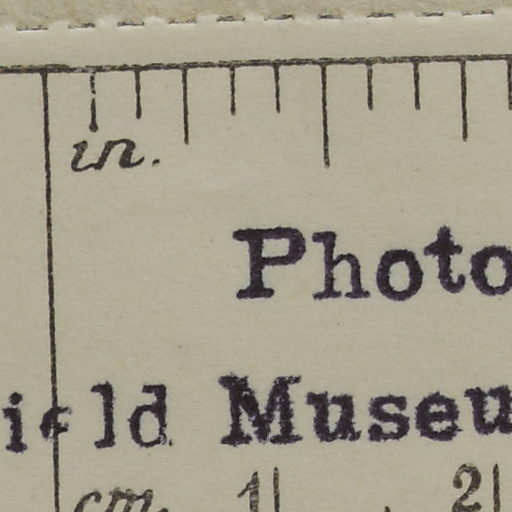 in.
Photo
ield Museu
cm. 1 2